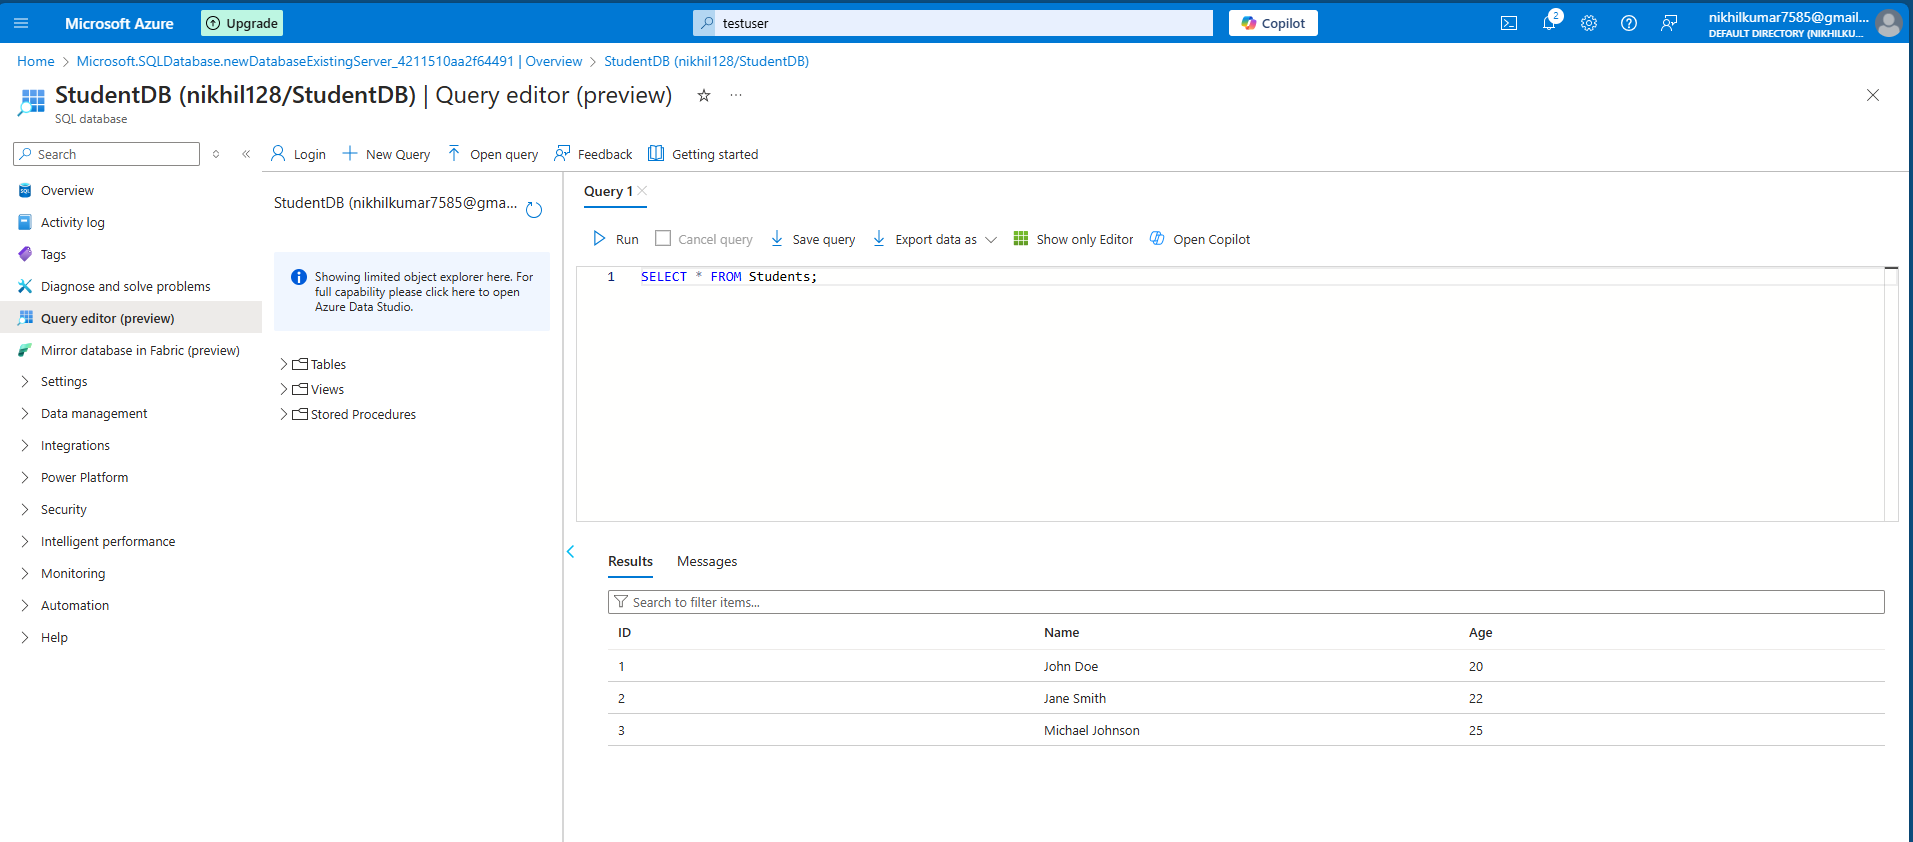 Microsoft Azure
Upgrade
testuser
Copilot
2
nikhilkumar7585@gmail...
DEFAULT DIRECTORY (NIKHILKU...
Home > Microsoft.SQLDatabase.newDatabaseExistingServer_4211510aa2f64491 | Overview > StudentDB (nikhil128/StudentDB)
StudentDB (nikhil128/StudentDB) | Query editor (preview)
SQL database
Search
Login
New Query
Open query
Feedback
Getting started
Overview
Activity log
Tags
Diagnose and solve problems
Query editor (preview)
Mirror database in Fabric (preview)
Settings
Data management
Integrations
Power Platform
Security
Intelligent performance
Monitoring
Automation
Help
StudentDB (nikhilkumar7585@gma...
Showing limited object explorer here. For
full capability please click here to open
Azure Data Studio.
Tables
Views
Stored Procedures
Query 1
Run
Cancel query
Save query
Export data as
Show only Editor
Open Copilot
1 SELECT * FROM Students;
Results Messages
Search to filter items...
ID Name Age
1 John Doe 20
2 Jane Smith 22
3 Michael Johnson 25